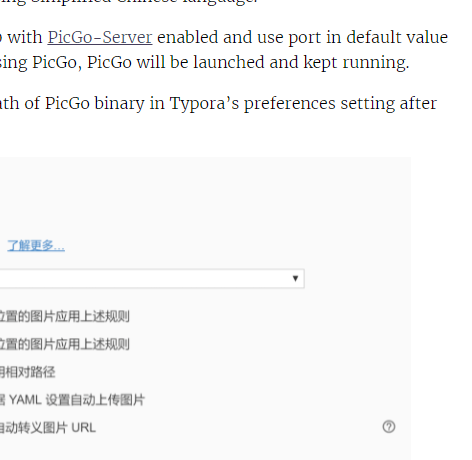 ing Simplified Chinese language.
with PicGo-Server enabled and use port in default value
sing PicGo, PicGo will be launched and kept running.
ath of PicGo binary in Typora’s preferences setting after
了解更多...
位置的图片应用上述规则
位置的图片应用上述规则
用相对路径
据 YAML 设置自动上传图片
自动转义图片 URL